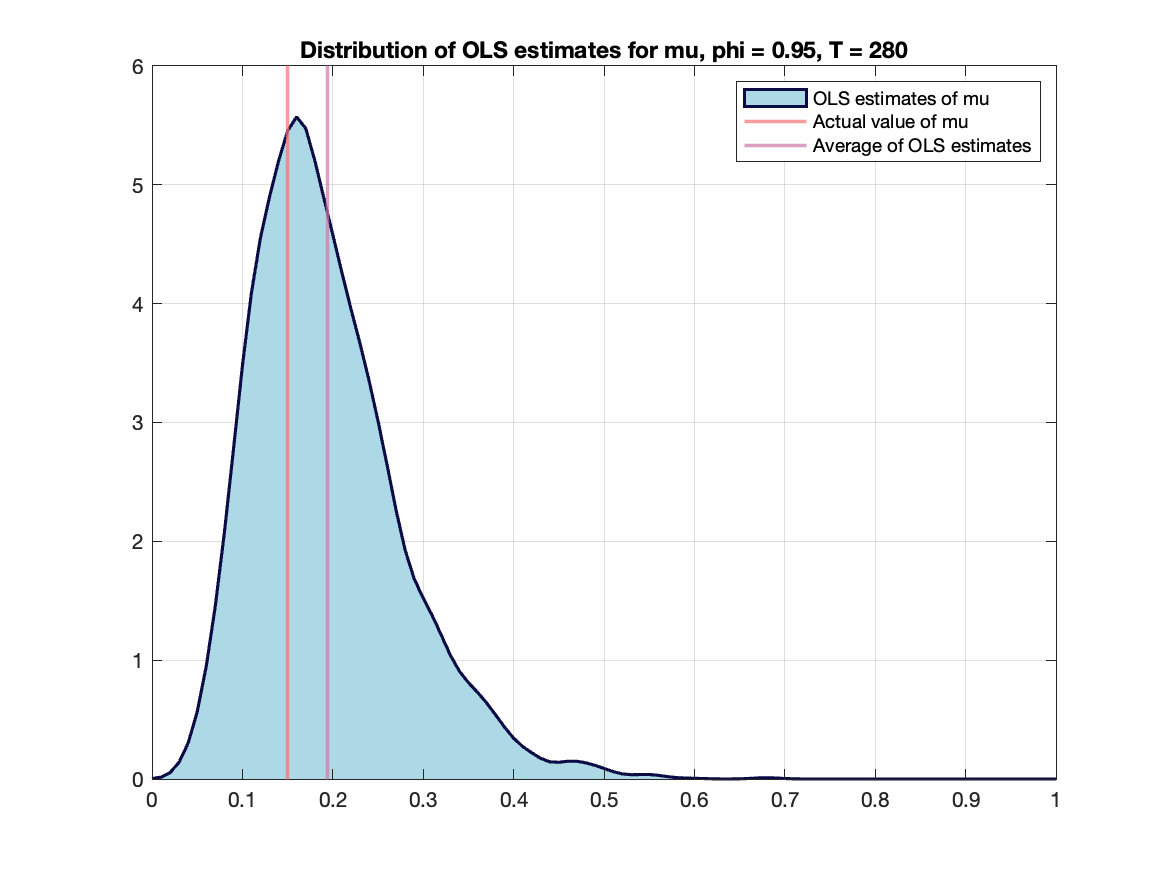 Distribution of OLS estimates for mu, phi = 0.95, T = 280
OLS estimates of mu
Actual value of mu
Average of OLS estimates
6
5
4
3
2
1
0
0 0.1 0.2 0.3 0.4 0.5 0.6 0.7 0.8 0.9 1